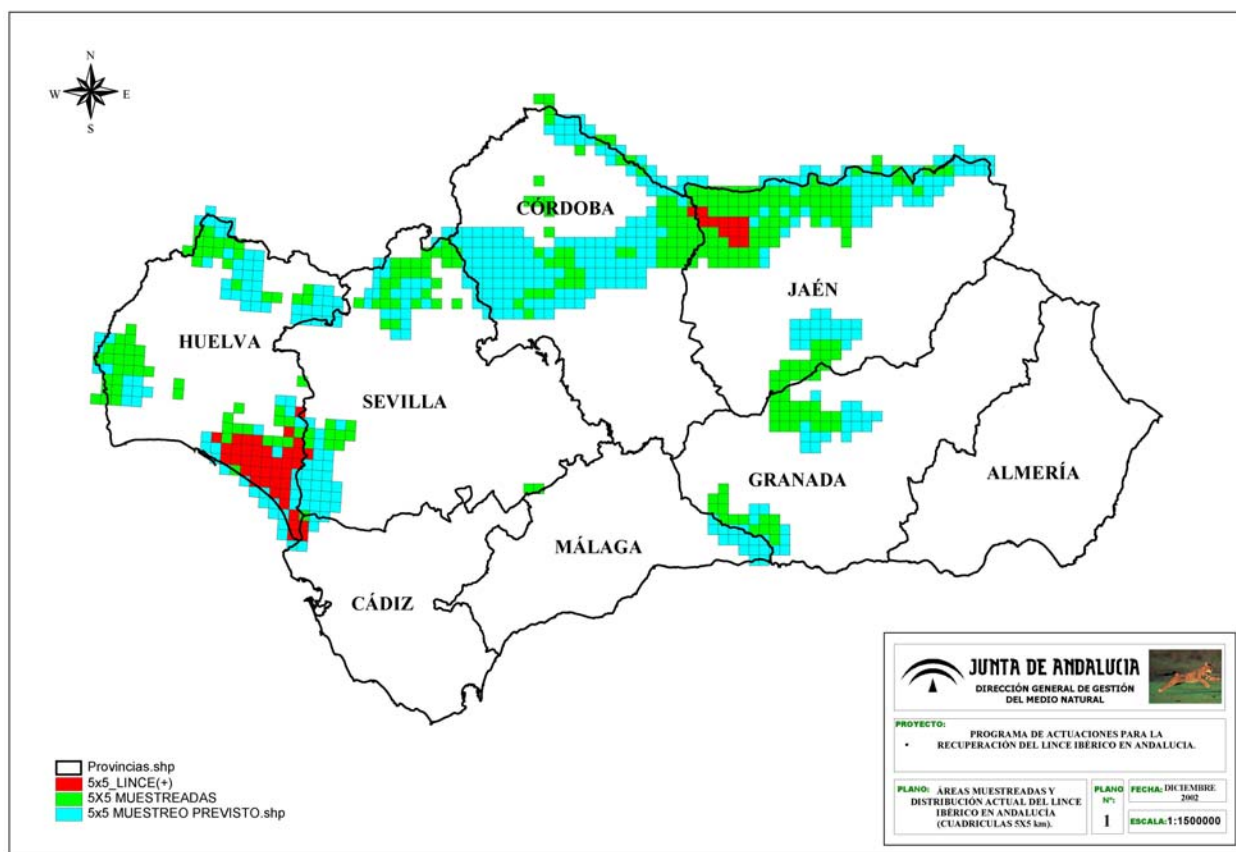 N
W E
S
CÓRDOBA
JAÉN
HUELVA
SEVILLA
GRANADA
ALMERÍA
MÁLAGA
CÁDIZ
Provincias.shp
5x5_LINCE(+)
5X5 MUESTREADAS
5x5 MUESTREO PREVISTO.shp
JUNTA DE ANDALUCIA
DIRECCIÓN GENERAL DE GESTIÓN
DEL MEDIO NATURAL
PROYECTO:
PROGRAMA DE ACTUACIONES PARA LA
RECUPERACIÓN DEL LINCE IBÉRICO EN ANDALUCIA.
PLANO: ÁREAS MUESTREADAS Y
DISTRIBUCIÓN ACTUAL DEL LINCE
IBÉRICO EN ANDALUCÍA
(CUADRICULAS 5X5 km).
PLANO
Nº:
1
FECHA: DICIEMBRE
2002
ESCALA:1:1500000